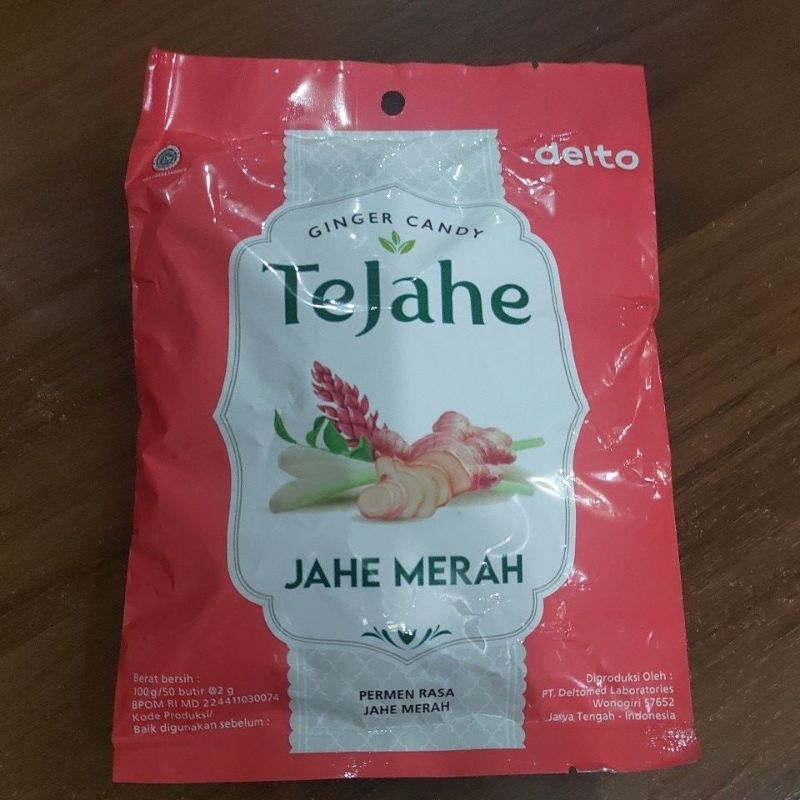 delto
GINGER CANDY
TeJahe
JAHE MERAH
PERMEN RASA
JAHE MERAH
Berat bersih :
100g/50 butir @2 g
BPOM RI MD 224411030074
Kode Produksi/
Baik digunakan sebelum :
Diproduksi Oleh :
PT. Deltomed Laboratories
Wonogiri 57652
Jawa Tengah - Indonesia